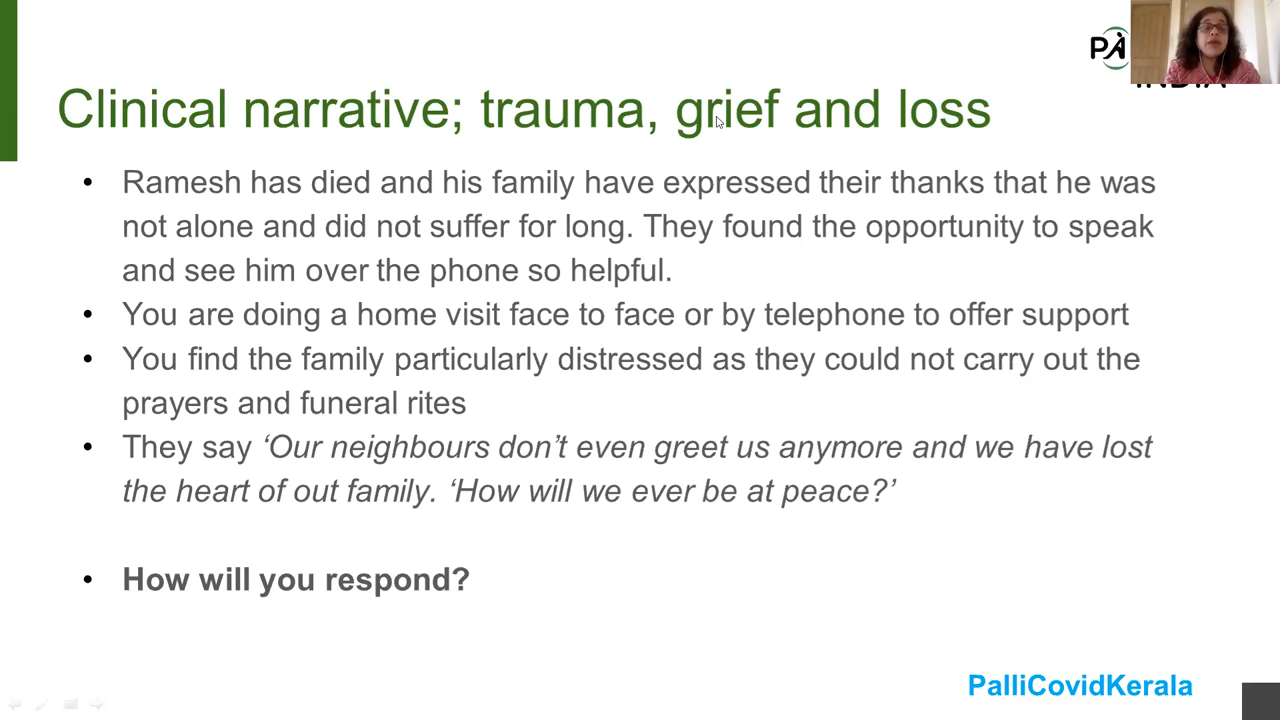 PA
INDIA
Clinical narrative; trauma, grief and loss
• Ramesh has died and his family have expressed their thanks that he was
not alone and did not suffer for long. They found the opportunity to speak
and see him over the phone so helpful.
• You are doing a home visit face to face or by telephone to offer support
• You find the family particularly distressed as they could not carry out the
prayers and funeral rites
• They say ‘Our neighbours don’t even greet us anymore and we have lost
the heart of out family. ‘How will we ever be at peace?’
• How will you respond?
PalliCovidKerala